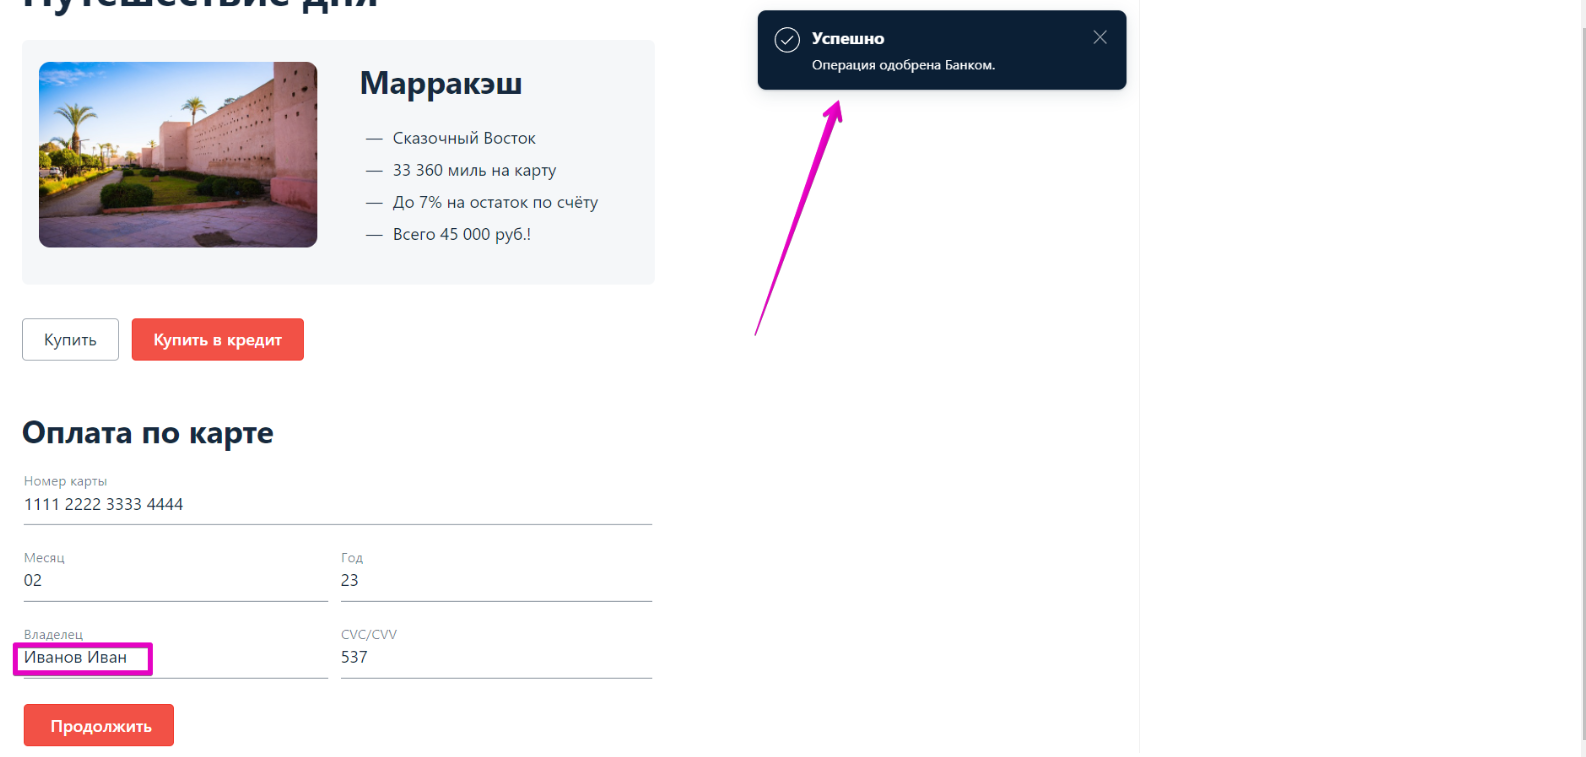 Путешествие дня
Марракэш
— Сказочный Восток
— 33 360 миль на карту
— До 7% на остаток по счёту
— Всего 45 000 руб.!
Успешно
Операция одобрена Банком.
Купить
Купить в кредит
Оплата по карте
Номер карты
1111 2222 3333 4444
Месяц
02
Год
23
Владелец
Иванов Иван
CVC/CVV
537
Продолжить